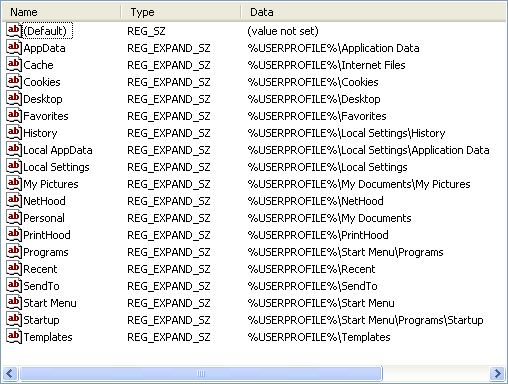 Name Type Data
(Default) REG_SZ (value not set)
AppData REG_EXPAND_SZ %USERPROFILE%\Application Data
Cache REG_EXPAND_SZ %USERPROFILE%\Internet Files
Cookies REG_EXPAND_SZ %USERPROFILE%\Cookies
Desktop REG_EXPAND_SZ %USERPROFILE%\Desktop
Favorites REG_EXPAND_SZ %USERPROFILE%\Favorites
History REG_EXPAND_SZ %USERPROFILE%\Local Settings\History
Local AppData REG_EXPAND_SZ %USERPROFILE%\Local Settings\Application Data
Local Settings REG_EXPAND_SZ %USERPROFILE%\Local Settings
My Pictures REG_EXPAND_SZ %USERPROFILE%\My Documents\My Pictures
NetHood REG_EXPAND_SZ %USERPROFILE%\NetHood
Personal REG_EXPAND_SZ %USERPROFILE%\My Documents
PrintHood REG_EXPAND_SZ %USERPROFILE%\PrintHood
Programs REG_EXPAND_SZ %USERPROFILE%\Start Menu\Programs
Recent REG_EXPAND_SZ %USERPROFILE%\Recent
SendTo REG_EXPAND_SZ %USERPROFILE%\SendTo
Start Menu REG_EXPAND_SZ %USERPROFILE%\Start Menu
Startup REG_EXPAND_SZ %USERPROFILE%\Start Menu\Programs\Startup
Templates REG_EXPAND_SZ %USERPROFILE%\Templates